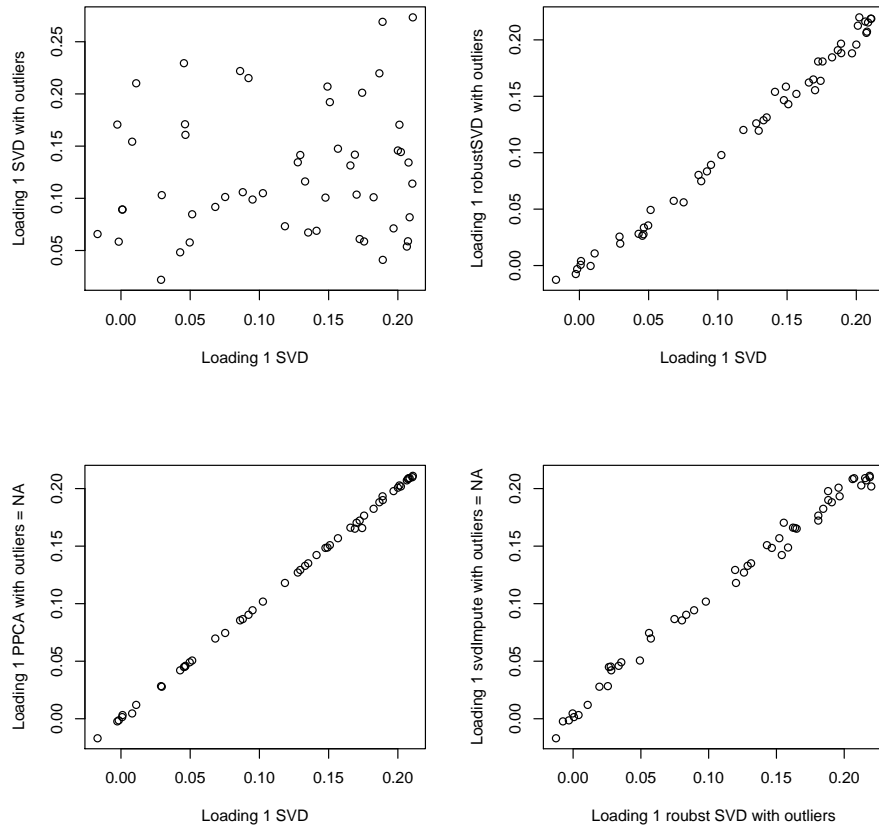 Loading 1 SVD with outliers
0.05 0.10 0.15 0.20 0.25
0.00 0.05 0.10 0.15 0.20
Loading 1 SVD
Loading 1 robustSVD with outliers
0.00 0.05 0.10 0.15 0.20
0.00 0.05 0.10 0.15 0.20
Loading 1 SVD
Loading 1 PPCA with outliers = NA
0.00 0.05 0.10 0.15 0.20
0.00 0.05 0.10 0.15 0.20
Loading 1 SVD
Loading 1 svdImpute with outliers = NA
0.00 0.05 0.10 0.15 0.20
0.00 0.05 0.10 0.15 0.20
Loading 1 roubst SVD with outliers